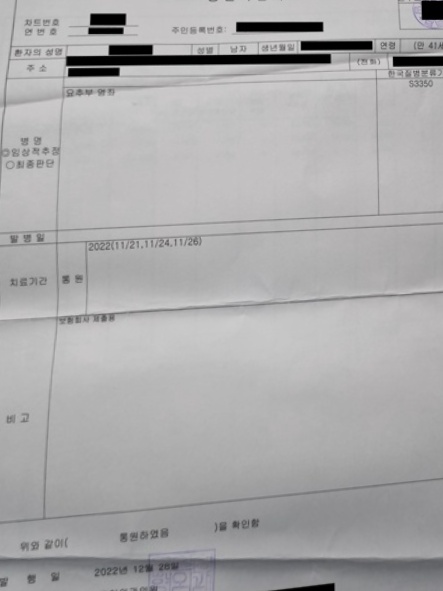 차트번호
연 번 호
주민등록번호:
환자의 성명 성별 남자 생년월일 연령 (만 41세
주 소 (전화)
한국질병분류기
병 명
◎임상적추정
○최종판단
요추부 염좌
S3350
발 병 일
치료기간 통 원 2022(11/21,11/24,11/26)
비 고
보험회사 제출용
위와 같이( 통원하였음 )을 확인함
발 행 일 2022년 12월 26일